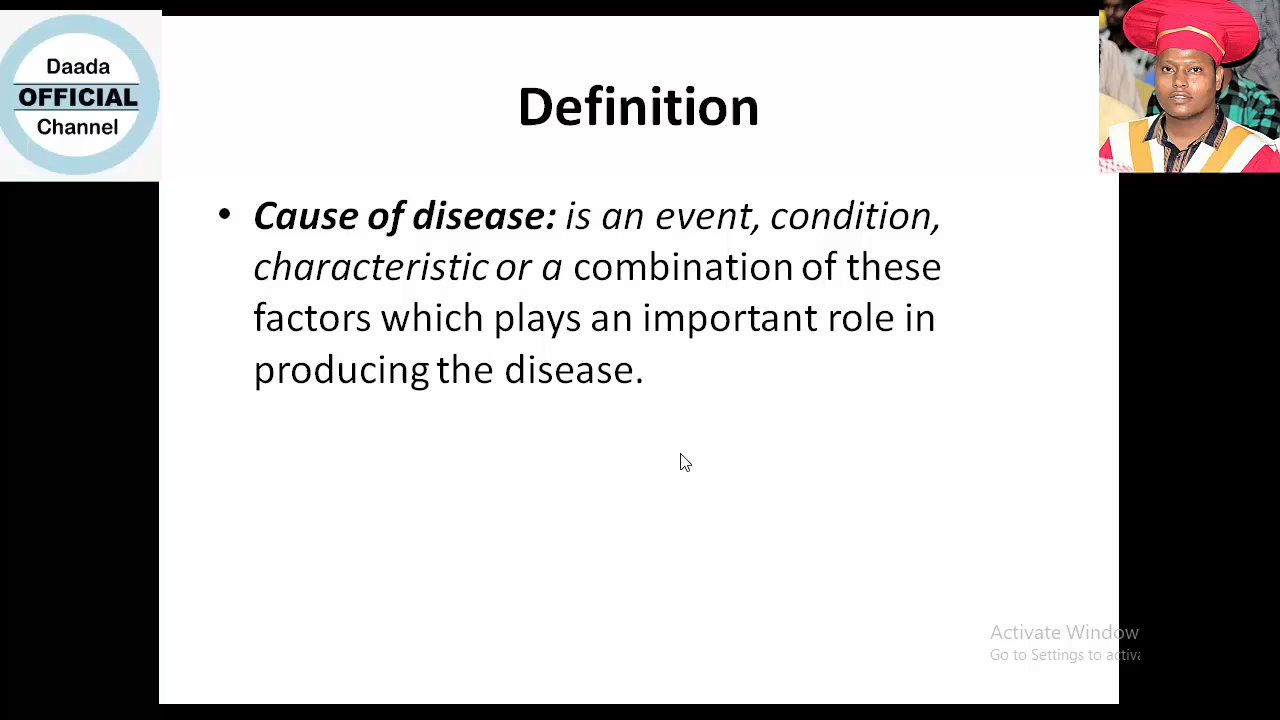 Daada
OFFICIAL
Channel
Definition
• Cause of disease: is an event, condition,
characteristic or a combination of these
factors which plays an important role in
producing the disease.
Activate Window
Go to Settings to activa